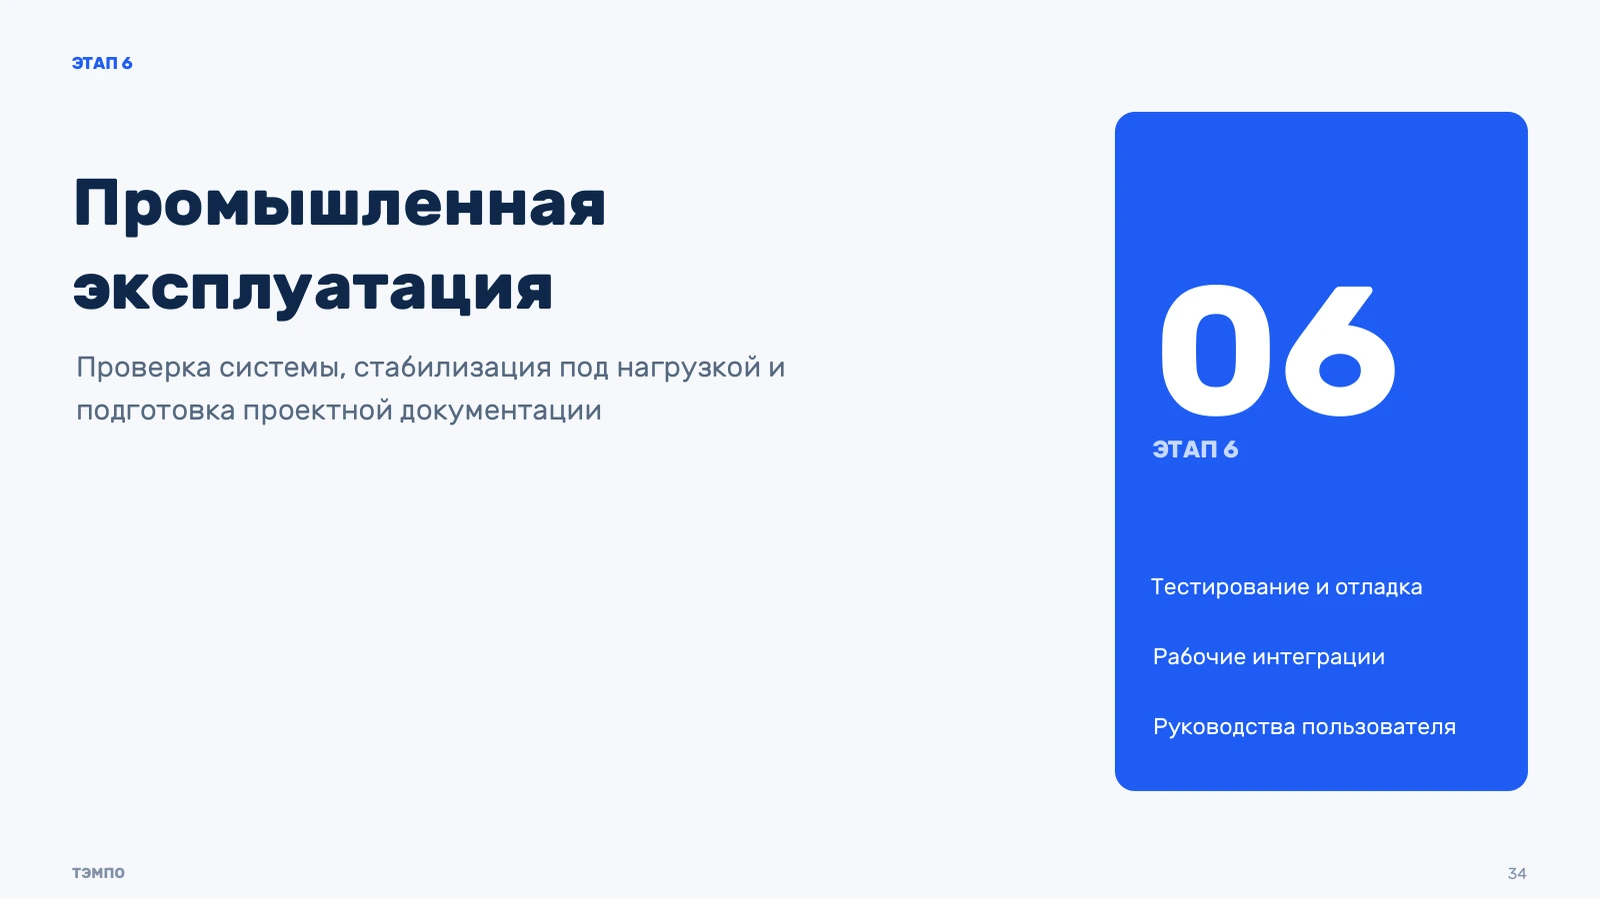 ЭТАП 6
Промышленная
эксплуатация
Проверка системы, стабилизация под нагрузкой и
подготовка проектной документации
06
ЭТАП 6
Тестирование и отладка
Рабочие интеграции
Руководства пользователя
ТЭМПО
34